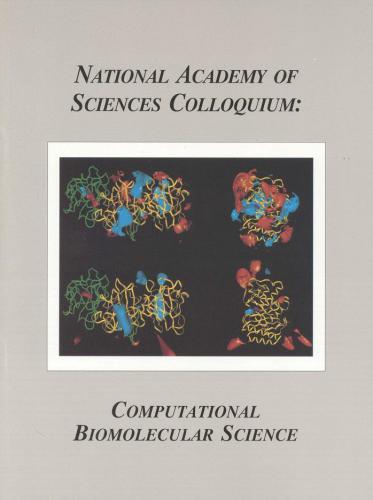 NATIONAL ACADEMY OF
SCIENCES COLLOQUIUM:
COMPUTATIONAL
BIOMOLECULAR SCIENCE